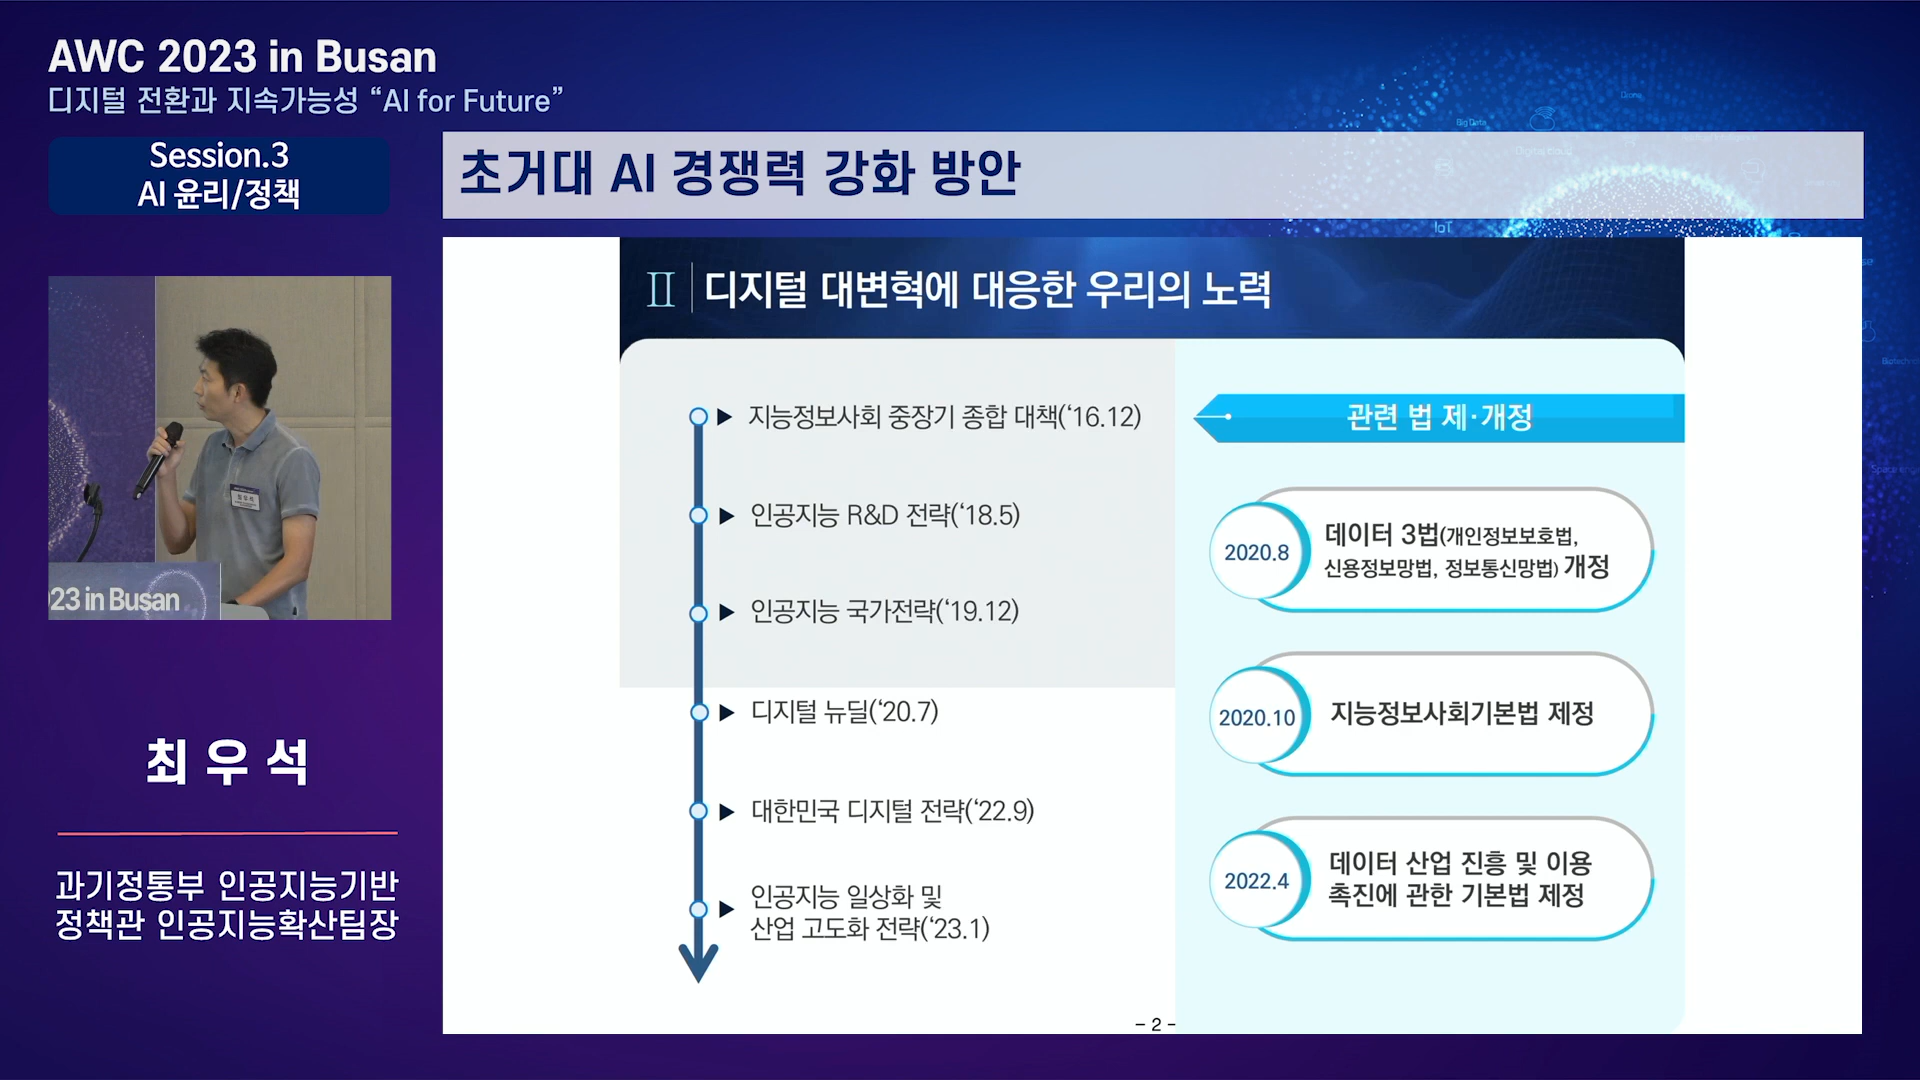 AWC 2023 in Busan
디지털 전환과 지속가능성 “AI for Future”
Session.3
AI 윤리/정책
초거대 AI 경쟁력 강화 방안
Big Data
IoT
23 in Busan
최우석
과기정통부 인공지능기반
정책관 인공지능확산팀장
Ⅱ 디지털 대변혁에 대응한 우리의 노력
▶ 지능정보사회 중장기 종합 대책(‘16.12)
▶ 인공지능 R&D 전략(‘18.5)
▶ 인공지능 국가전략(‘19.12)
▶ 디지털 뉴딜(‘20.7)
▶ 대한민국 디지털 전략(‘22.9)
▶ 인공지능 일상화 및
산업 고도화 전략(‘23.1)
관련 법 제·개정
2020.8
데이터 3법(개인정보보호법,
신용정보망법, 정보통신망법) 개정
2020.10
지능정보사회기본법 제정
2022.4
데이터 산업 진흥 및 이용
촉진에 관한 기본법 제정
- 2 -